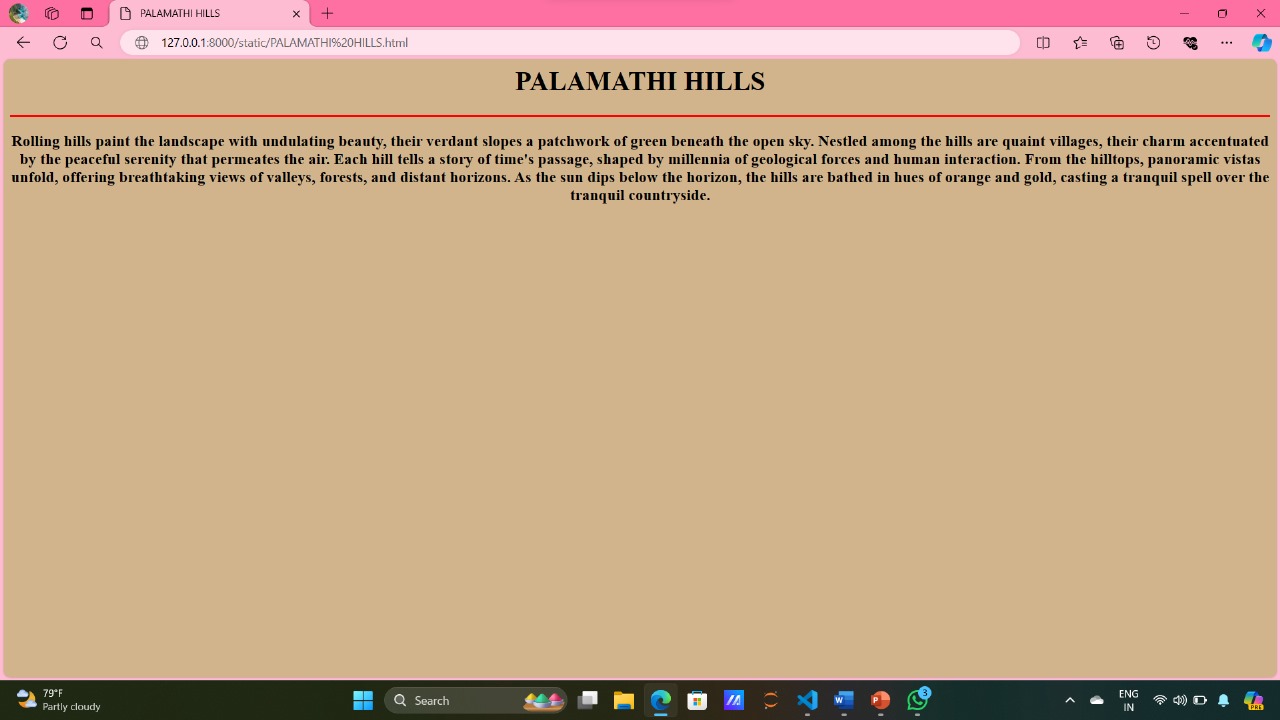 PALAMATHI HILLS
127.0.0.1:8000/static/PALAMATHI%20HILLS.html
PALAMATHI HILLS
Rolling hills paint the landscape with undulating beauty, their verdant slopes a patchwork of green beneath the open sky. Nestled among the hills are quaint villages, their charm accentuated
by the peaceful serenity that permeates the air. Each hill tells a story of time's passage, shaped by millennia of geological forces and human interaction. From the hilltops, panoramic vistas
unfold, offering breathtaking views of valleys, forests, and distant horizons. As the sun dips below the horizon, the hills are bathed in hues of orange and gold, casting a tranquil spell over the
tranquil countryside.
79°F
Partly cloudy
Search
W
P
3
ENG
IN
PRE